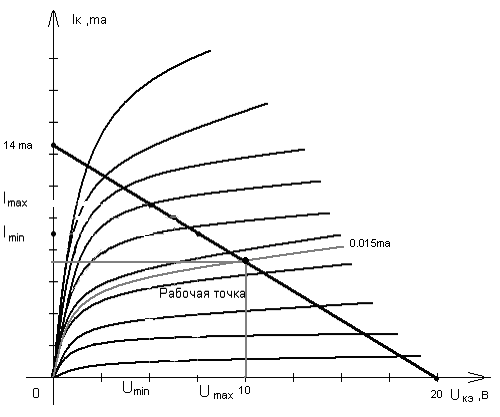 Iк ,ma
14 ma
Imax
Imin
0.015ma
Рабочая точка
0
Umin
Umax
10
20
Uкэ ,В